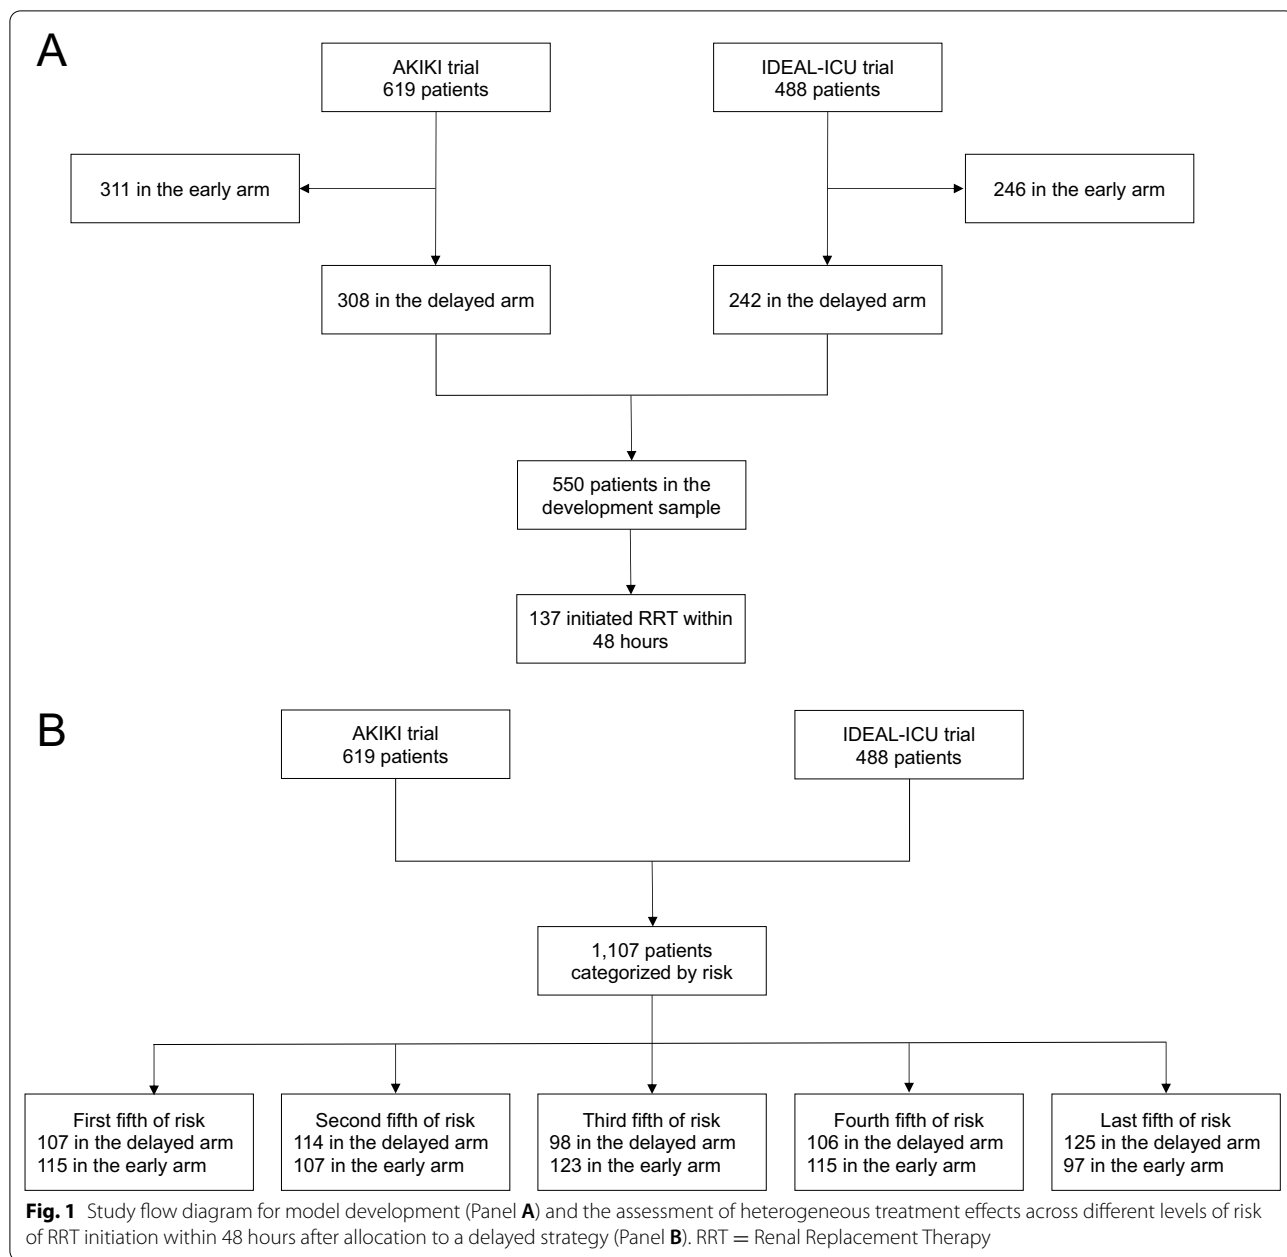 A
AKIKI trial
619 patients
IDEAL-ICU trial
488 patients
311 in the early arm
246 in the early arm
308 in the delayed arm
242 in the delayed arm
550 patients in the
development sample
137 initiated RRT within
48 hours
B
AKIKI trial
619 patients
IDEAL-ICU trial
488 patients
1,107 patients
categorized by risk
First fifth of risk
107 in the delayed arm
115 in the early arm
Second fifth of risk
114 in the delayed arm
107 in the early arm
Third fifth of risk
98 in the delayed arm
123 in the early arm
Fourth fifth of risk
106 in the delayed arm
115 in the early arm
Last fifth of risk
125 in the delayed arm
97 in the early arm
Fig. 1 Study flow diagram for model development (Panel A) and the assessment of heterogeneous treatment effects across different levels of risk
of RRT initiation within 48 hours after allocation to a delayed strategy (Panel B). RRT = Renal Replacement Therapy